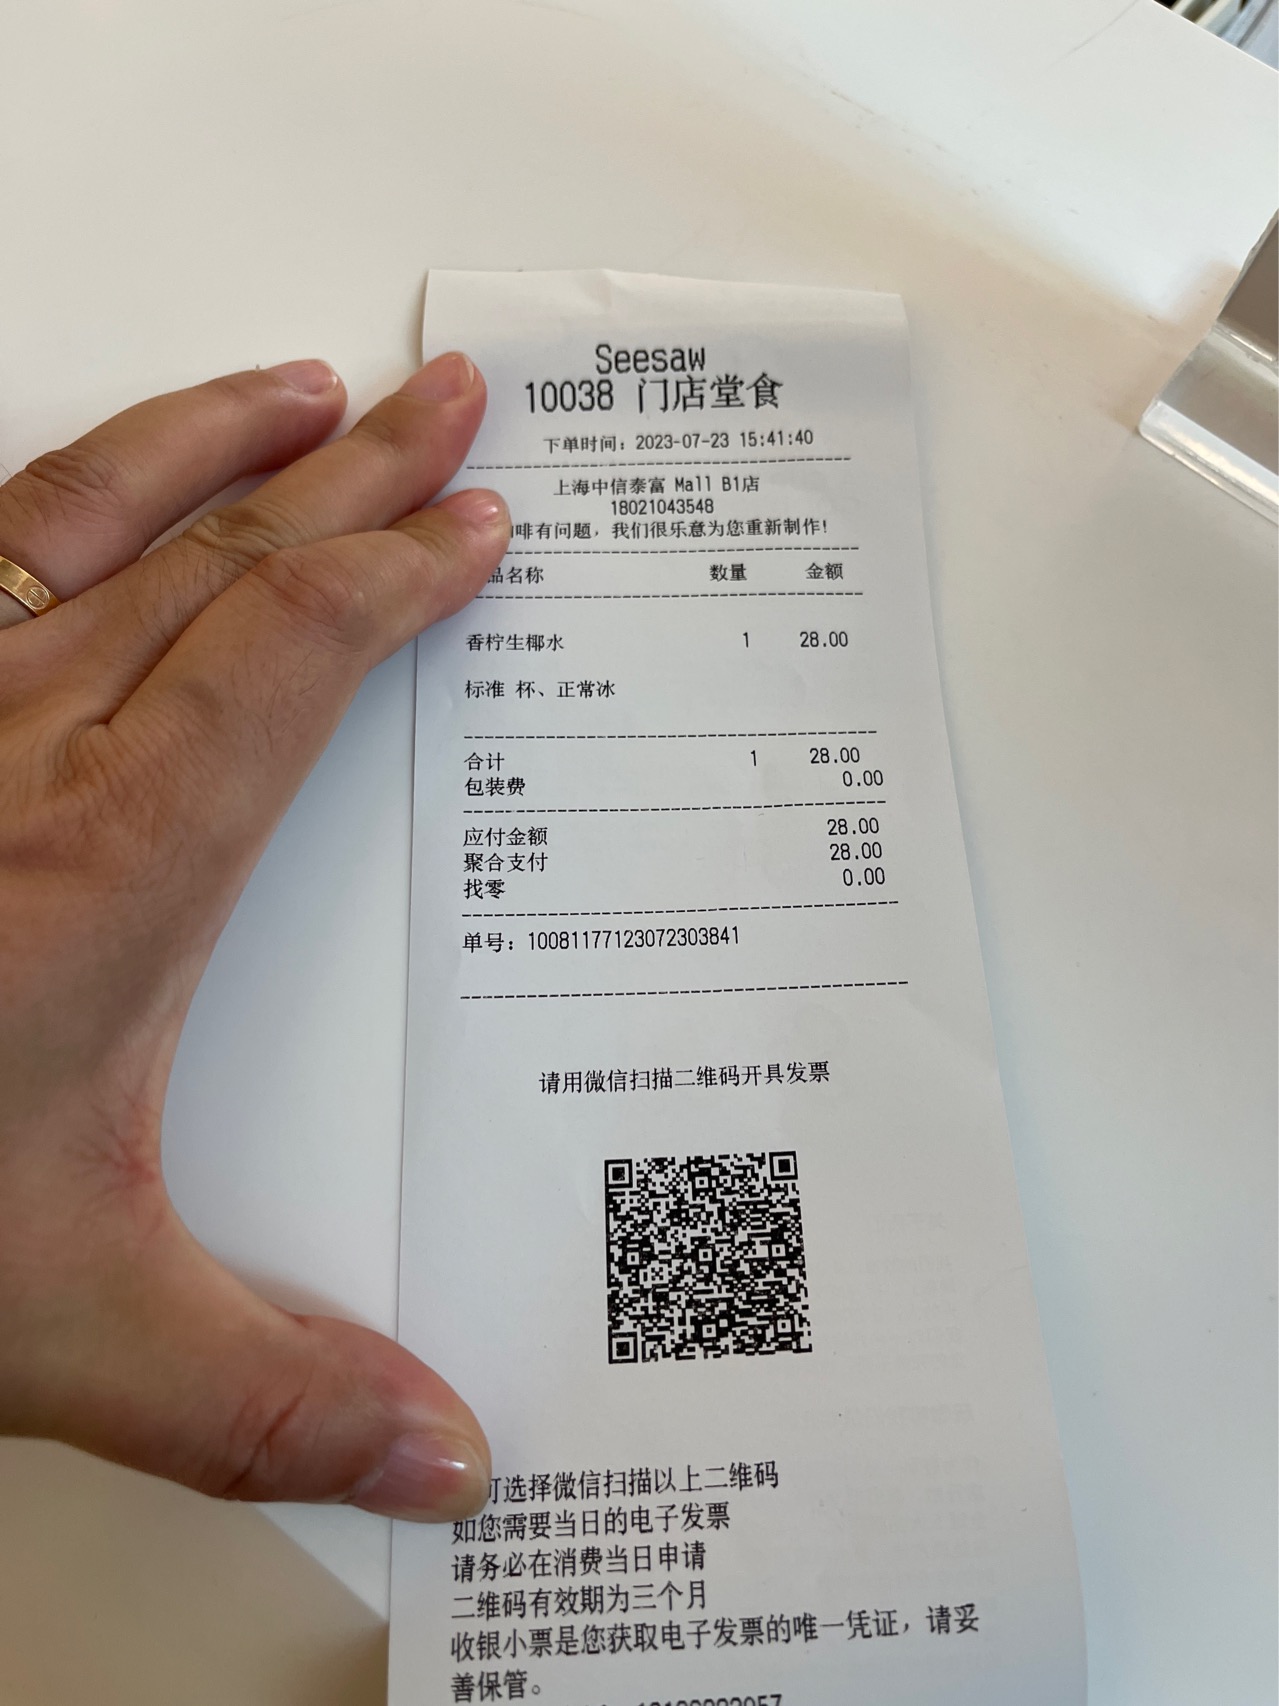 Seesaw
10038 门店堂食
下单时间：2023-07-23 15:41:40
上海中信泰富 Mall B1店
18021043548
啡有问题，我们很乐意为您重新制作!
品名称 数量 金额
香柠生椰水 1 28.00
标准 杯、正常冰
合计 1 28.00
包装费 0.00
应付金额 28.00
聚合支付 28.00
找零 0.00
单号：10081177123072303841
请用微信扫描二维码开具发票
可选择微信扫描以上二维码
如您需要当日的电子发票
请务必在消费当日申请
二维码有效期为三个月
收银小票是您获取电子发票的唯一凭证，请妥
善保管。